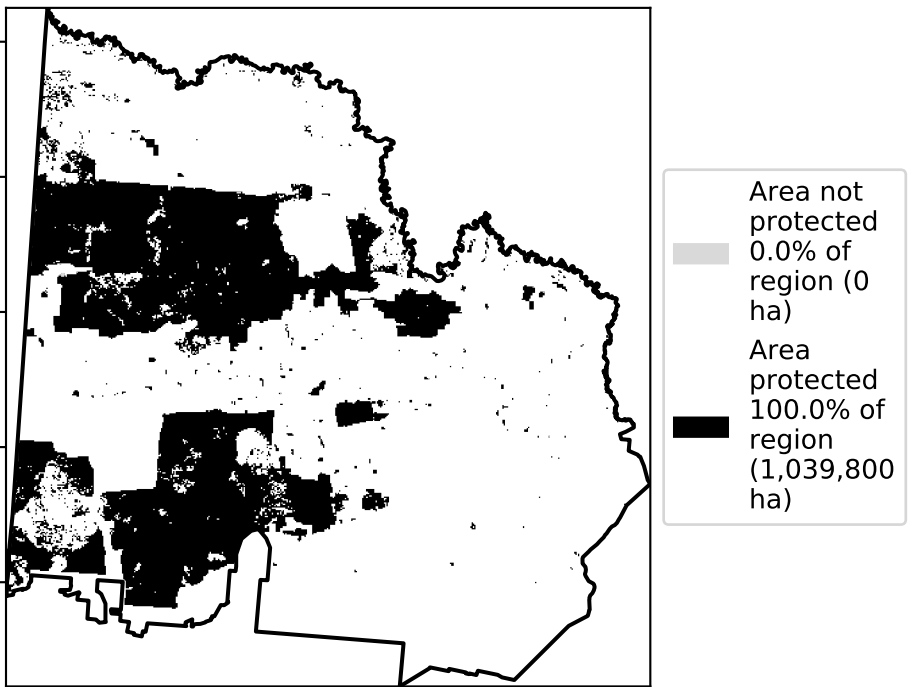 Area not
protected
0.0% of
region (0
ha)
Area
protected
100.0% of
region
(1,039,800
ha)